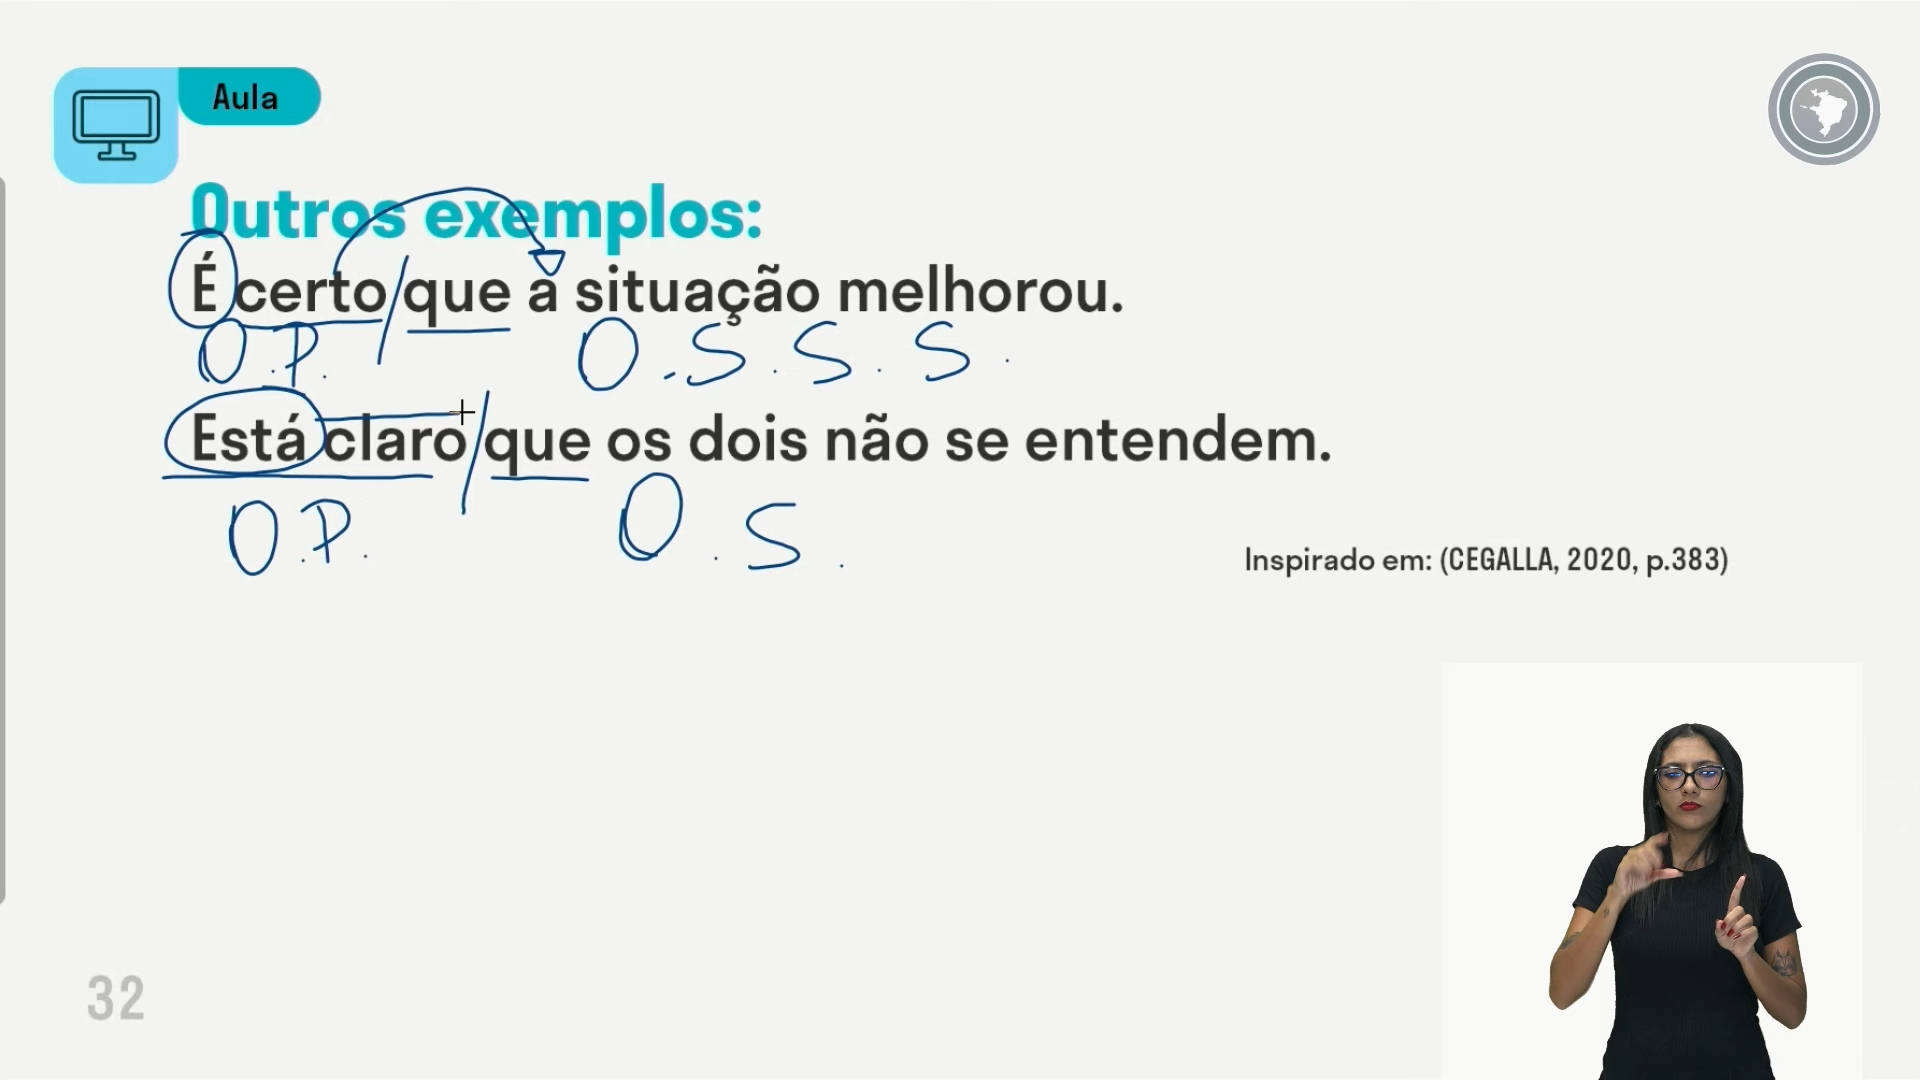 Aula
Outros exemplos:
É certo/que a situação melhorou.
O.P. O.S.S.S.
Está claro/que os dois não se entendem.
O.P. O.S.
Inspirado em: (CEGALLA, 2020, p.383)
32